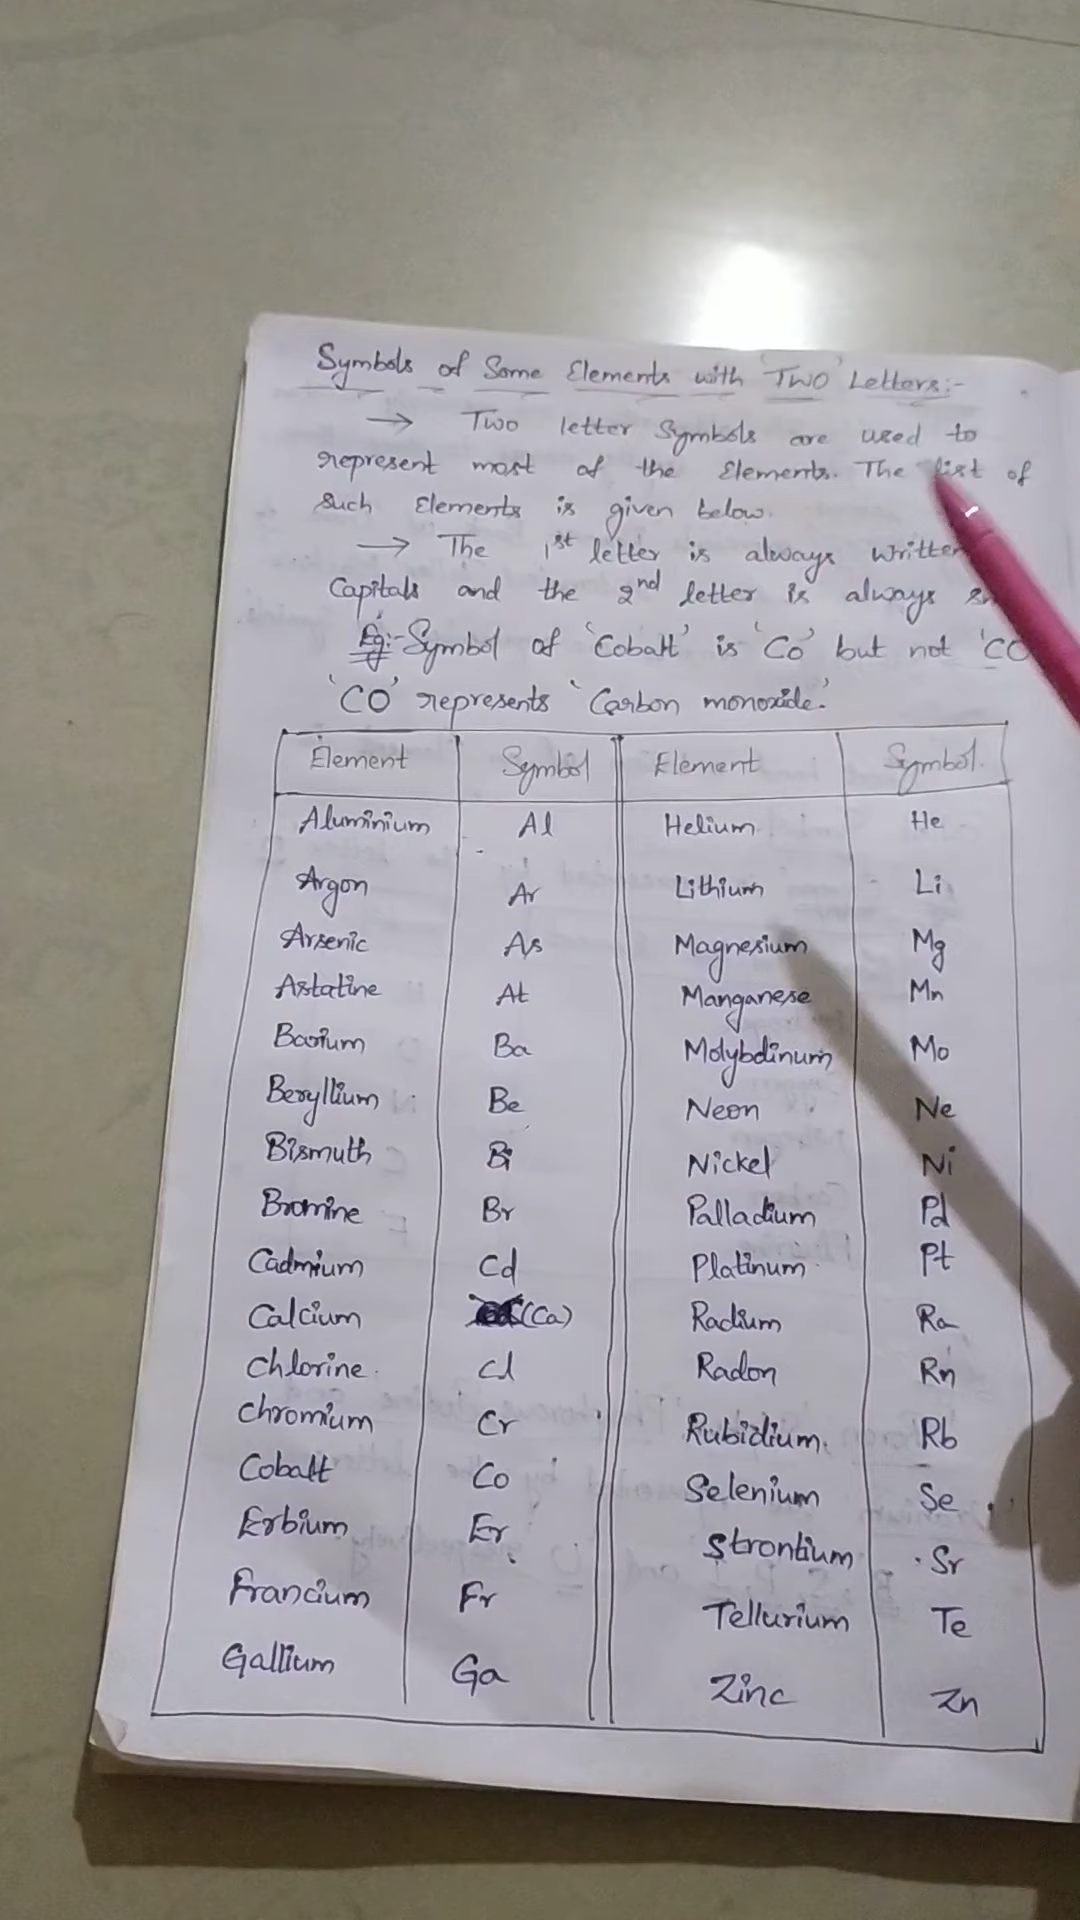 Symbols of Some Elements with 'TWO' Letters:-
→ Two letter Symbols are used to
represent most of the Elements. The list of
such Elements is given below.
→ The 1st letter is always written
Capitals and the 2nd letter is always
Eg:- Symbol of 'Cobalt' is 'Co' but not 'CO
'CO' represents 'Carbon monoxide.'
Element Symbol Element Symbol.
Aluminium Al Helium He
Argon Ar Lithium Li
Arsenic As Magnesium Mg
Astatine At Manganese Mn
Barium Ba Molybdinum Mo
Beryllium Be Neon Ne
Bismuth Bi Nickel Ni
Bromine Br Palladium Pd
Cadmium Cd Platinum Pt
Calcium (Ca) Radium Ra
Chlorine Cl Radon Rn
Chromium Cr Rubidium Rb
Cobalt Co Selenium Se
Erbium Er Strontium Sr
Francium Fr Tellurium Te
Gallium Ga Zinc Zn